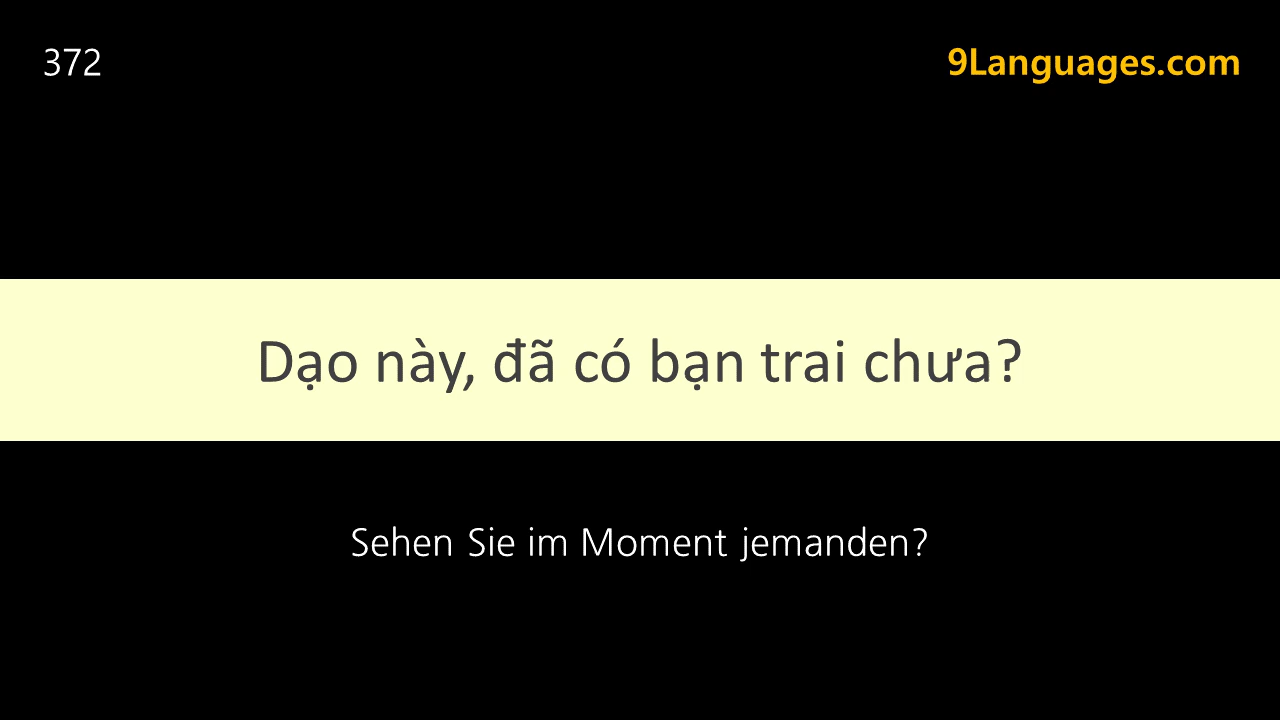 372
9Languages.com
Dạo này, đã có bạn trai chưa?
Sehen Sie im Moment jemanden?